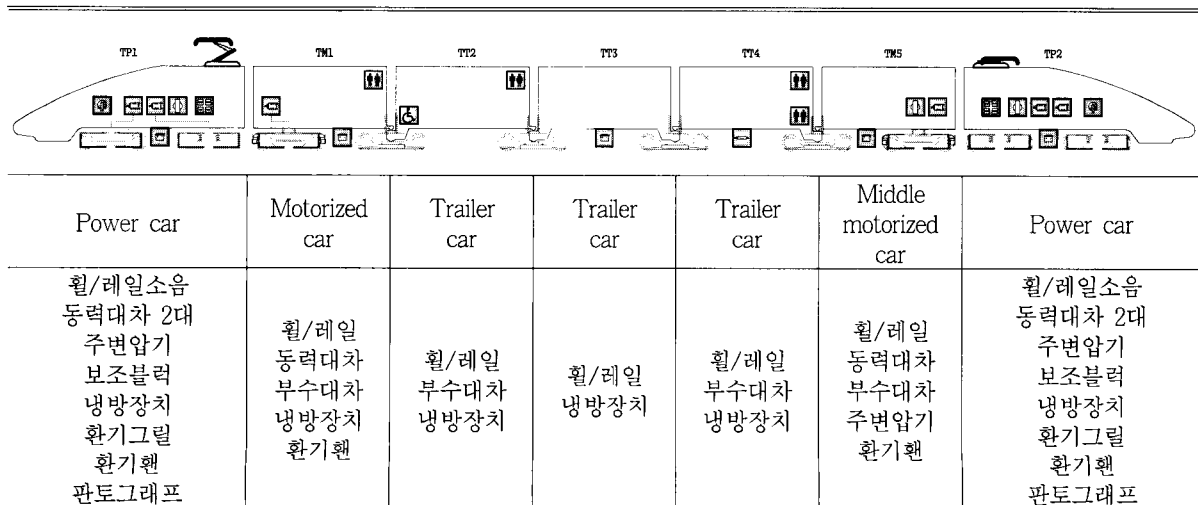 TP1 TM1 TT2 TT3 TT4 TM5 TP2
Power car
Motorized
car
Trailer
car
Trailer
car
Trailer
car
Middle
motorized
car
Power car
휠/레일소음
동력대차 2대
주변압기
보조블럭
냉방장치
환기그릴
환기홴
판토그래프
휠/레일
동력대차
부수대차
냉방장치
환기홴
휠/레일
부수대차
냉방장치
휠/레일
냉방장치
휠/레일
부수대차
냉방장치
휠/레일
동력대차
부수대차
주변압기
환기홴
휠/레일소음
동력대차 2대
주변압기
보조블럭
냉방장치
환기그릴
환기홴
판토그래프